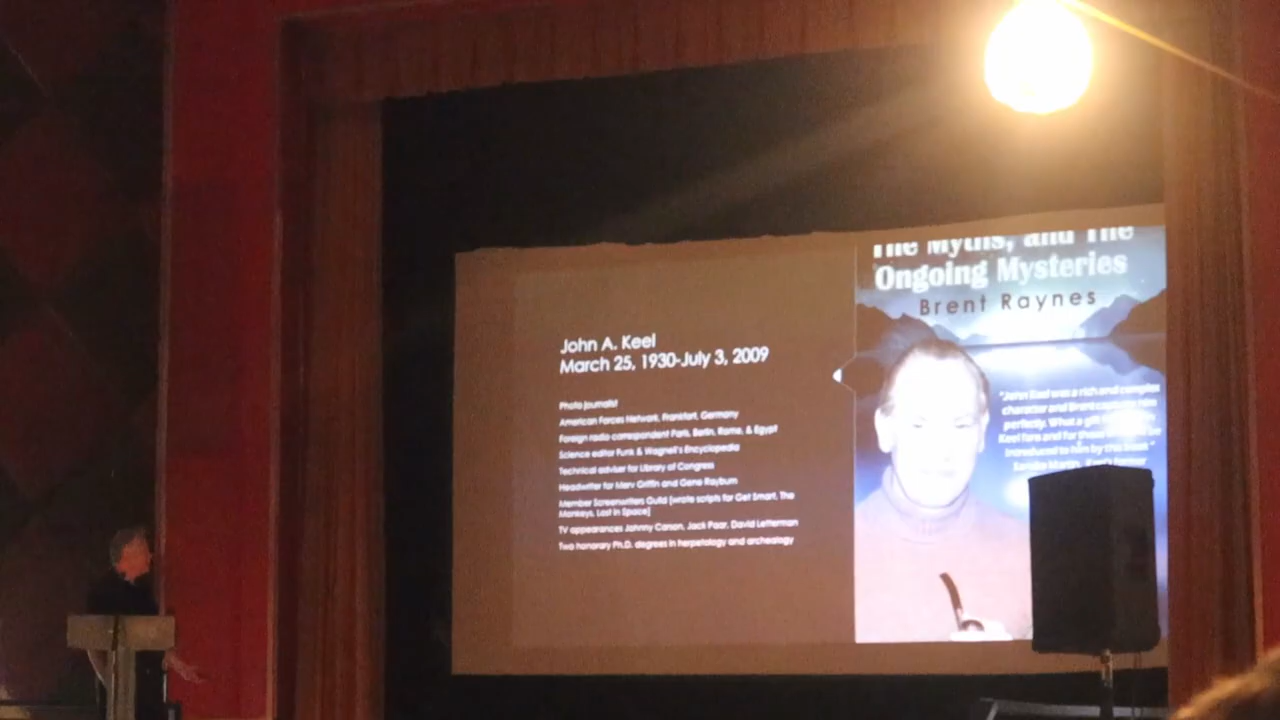 John A. Keel
March 25, 1930-July 3, 2009
Photo journalist
American Forces Network, Frankfurt, Germany
Foreign radio correspondent Paris, Berlin, Rome, & Egypt
Science editor Funk & Wagnell's Encyclopedia
Technical adviser for Library of Congress
Headwriter for Merv Griffin and Gene Rayburn
Member Screenwriters Guild [wrote scripts for Get Smart, The
Monkeys, Lost in Space]
TV appearances Johnny Carson, Jack Paar, David Letterman
Two honorary Ph.D. degrees in herpetology and archeology
The Myths, and The
Ongoing Mysteries
Brent Raynes
"John Keel was a rich and complex
character and Brent captures him
perfectly. What a gift
Keel fans and for those
introduced to him by this book."
Sandra Martin, Keel's former